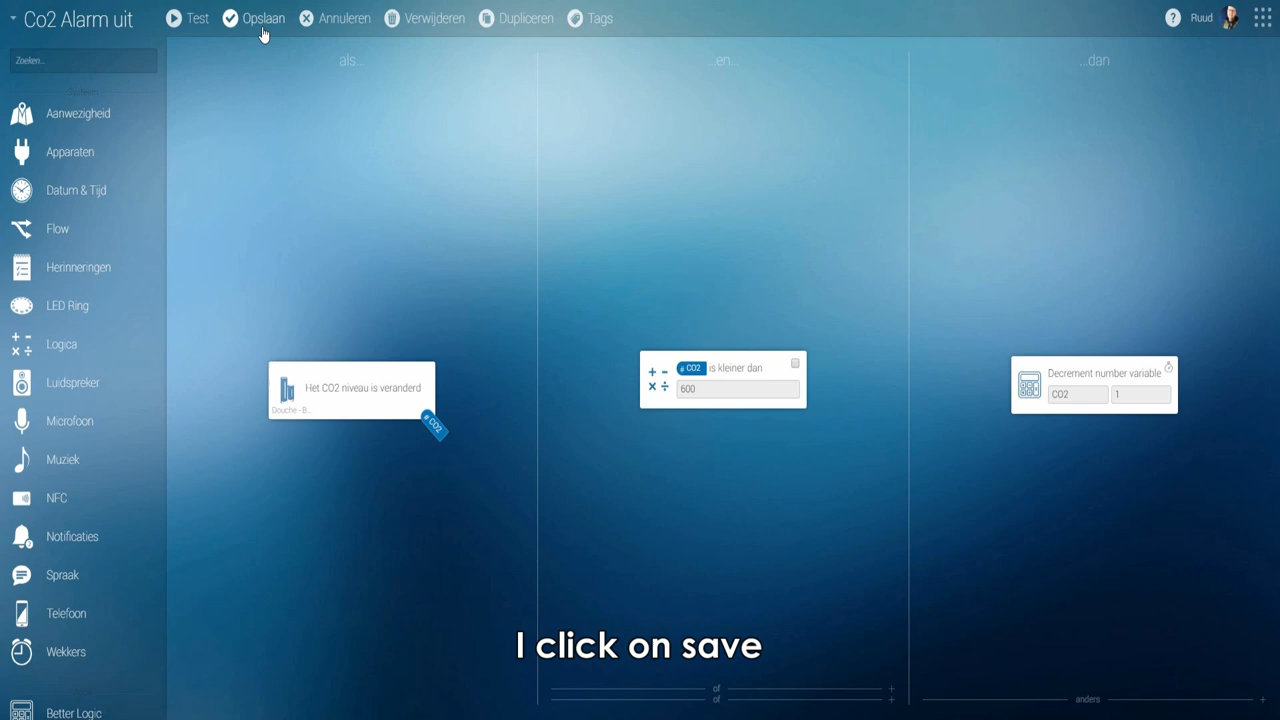 Co2 Alarm uit
Test
Opslaan
Annuleren
Verwijderen
Dupliceren
Tags
?
Ruud
Zoeken...
als...
...en...
...dan
Aanwezigheid
Apparaten
Datum & Tijd
Flow
Herinneringen
LED Ring
Logica
Luidspreker
Microfoon
Muziek
NFC
Notificaties
Spraak
Telefoon
Wekkers
Better Logic
Het CO2 niveau is veranderd
Douche - B...
# CO2
# CO2 is kleiner dan
600
Decrement number variable
CO2 1
I click on save
of
of
anders